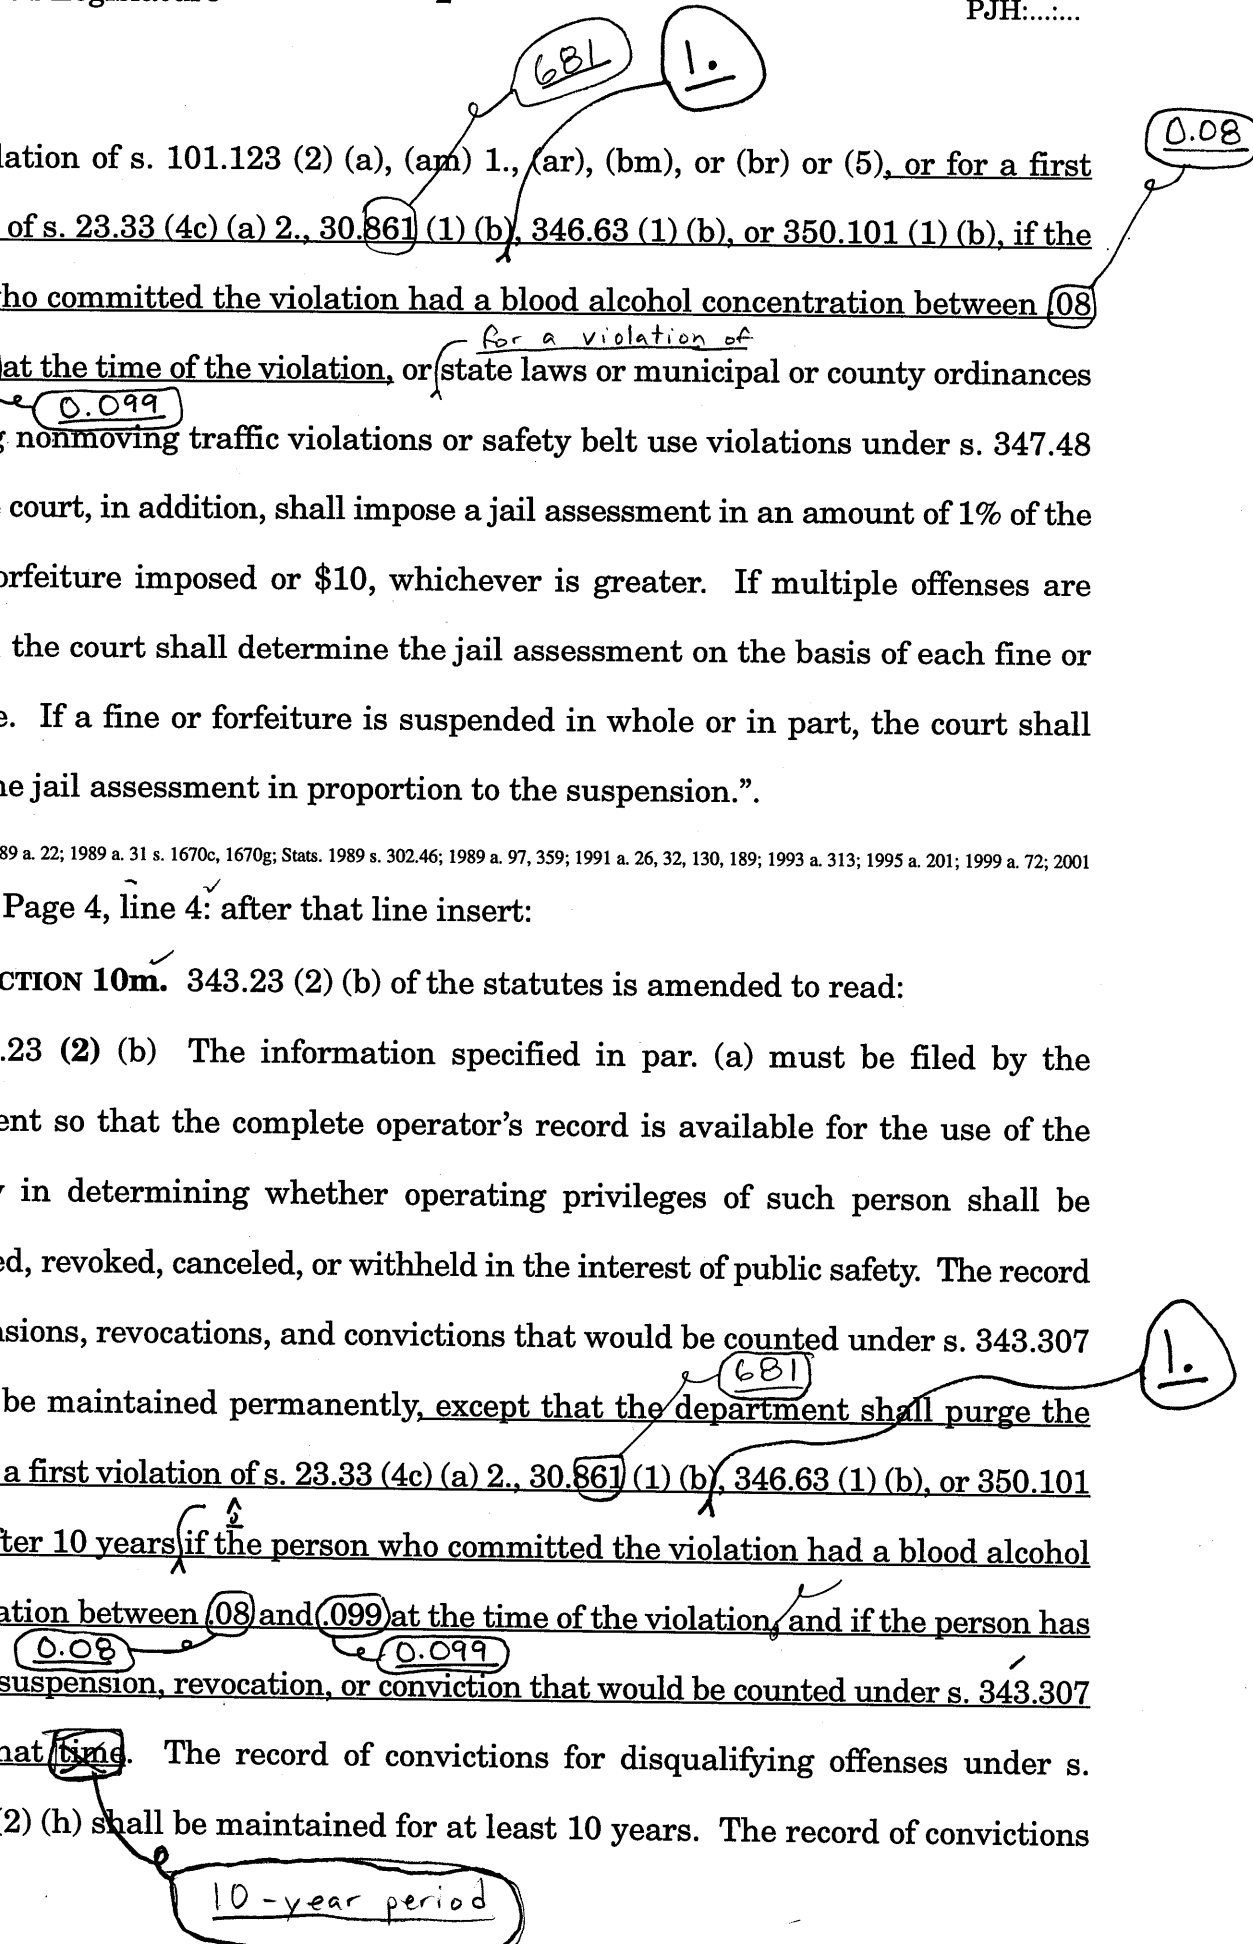 PJH:...:...
681
1.
0.08
lation of s. 101.123 (2) (a), (am) 1., (ar), (bm), or (br) or (5), or for a first
of s. 23.33 (4c) (a) 2., 30.861 (1) (b), 346.63 (1) (b), or 350.101 (1) (b), if the
ho committed the violation had a blood alcohol concentration between .08
for a violation of
at the time of the violation, or state laws or municipal or county ordinances
0.099
g nonmoving traffic violations or safety belt use violations under s. 347.48
court, in addition, shall impose a jail assessment in an amount of 1% of the
orfeiture imposed or $10, whichever is greater. If multiple offenses are
the court shall determine the jail assessment on the basis of each fine or
e. If a fine or forfeiture is suspended in whole or in part, the court shall
he jail assessment in proportion to the suspension.”.
89 a. 22; 1989 a. 31 s. 1670c, 1670g; Stats. 1989 s. 302.46; 1989 a. 97, 359; 1991 a. 26, 32, 130, 189; 1993 a. 313; 1995 a. 201; 1999 a. 72; 2001
Page 4, line 4: after that line insert:
CTION 10m. 343.23 (2) (b) of the statutes is amended to read:
.23 (2) (b) The information specified in par. (a) must be filed by the
ent so that the complete operator’s record is available for the use of the
y in determining whether operating privileges of such person shall be
ed, revoked, canceled, or withheld in the interest of public safety. The record
nsions, revocations, and convictions that would be counted under s. 343.307
681
1.
be maintained permanently, except that the department shall purge the
a first violation of s. 23.33 (4c) (a) 2., 30.861 (1) (b), 346.63 (1) (b), or 350.101
ter 10 years if the person who committed the violation had a blood alcohol
ation between .08 and .099 at the time of the violation, and if the person has
0.08
0.099
suspension, revocation, or conviction that would be counted under s. 343.307
hat time. The record of convictions for disqualifying offenses under s.
(2) (h) shall be maintained for at least 10 years. The record of convictions
10-year period